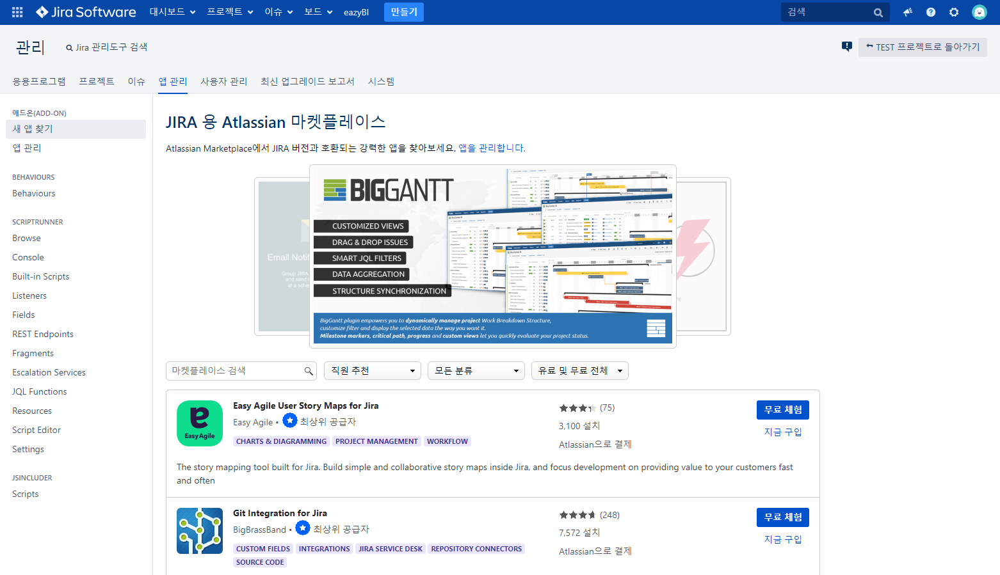 Jira Software 대시보드 프로젝트 이슈 보드 eazyBI 만들기 검색
관리 Jira 관리도구 검색 TEST 프로젝트로 돌아가기
응용프로그램 프로젝트 이슈 앱 관리 사용자 관리 최신 업그레이드 보고서 시스템
애드온(ADD-ON)
새 앱 찾기
앱 관리
BEHAVIOURS
Behaviours
SCRIPTRUNNER
Browse
Console
Built-in Scripts
Listeners
Fields
REST Endpoints
Fragments
Escalation Services
JQL Functions
Resources
Script Editor
Settings
JSINCLUDER
Scripts
JIRA 용 Atlassian 마켓플레이스
Atlassian Marketplace에서 JIRA 버전과 호환되는 강력한 앱을 찾아보세요. 앱을 관리합니다.
Email Notif
Group JIRA
and send
at a sche
BIGGANTT
CUSTOMIZED VIEWS
DRAG & DROP ISSUES
SMART JQL FILTERS
DATA AGGREGATION
STRUCTURE SYNCHRONIZATION
BigGantt plugin empowers you to dynamically manage project Work Breakdown Structure,
customize filter and display the selected data the way you want it.
Milestone markers, critical path, progress and custom views let you quickly evaluate your project status.
마켓플레이스 검색 직원 추천 모든 분류 유료 및 무료 전체
Easy Agile
Easy Agile User Story Maps for Jira
Easy Agile • 최상위 공급자
CHARTS & DIAGRAMMING PROJECT MANAGEMENT WORKFLOW
(75)
3,100 설치
Atlassian으로 결제
무료 체험
지금 구입
The story mapping tool built for Jira. Build simple and collaborative story maps inside Jira, and focus development on providing value to your customers fast
and often
Git Integration for Jira
BigBrassBand • 최상위 공급자
CUSTOM FIELDS INTEGRATIONS JIRA SERVICE DESK REPOSITORY CONNECTORS
SOURCE CODE
(248)
7,572 설치
Atlassian으로 결제
무료 체험
지금 구입